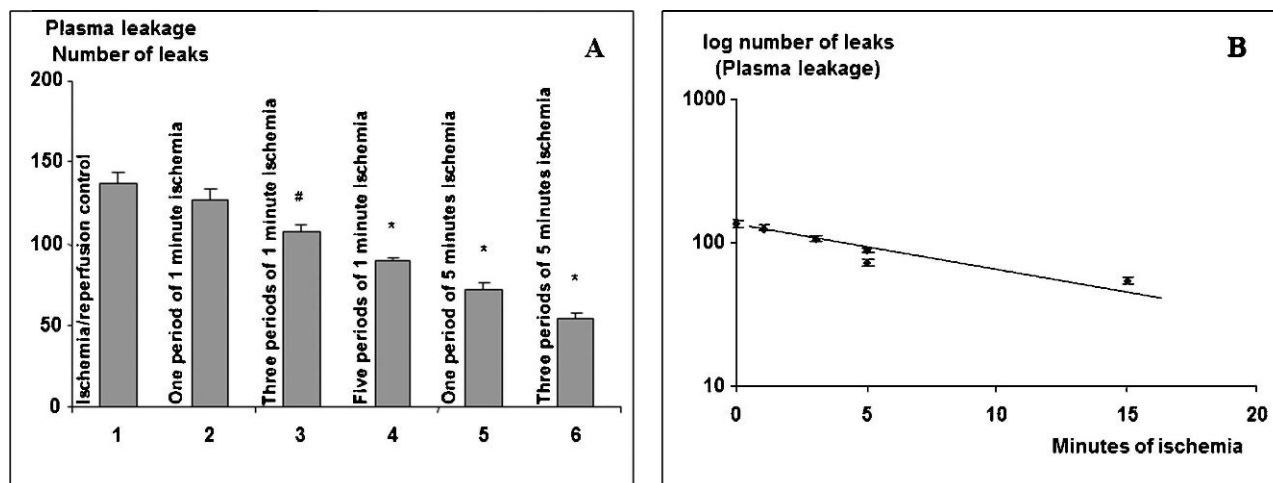 Plasma leakage
Number of leaks
A
200
150
100
50
0
Ischemia/reperfusion control
One period of 1 minute ischemia
Three periods of 1 minute ischemia
#
Five periods of 1 minute ischemia
*
One period of 5 minutes ischemia
*
Three periods of 5 minutes ischemia
*
1 2 3 4 5 6
log number of leaks
(Plasma leakage)
B
1000
100
10
0 5 10 15 20
Minutes of ischemia